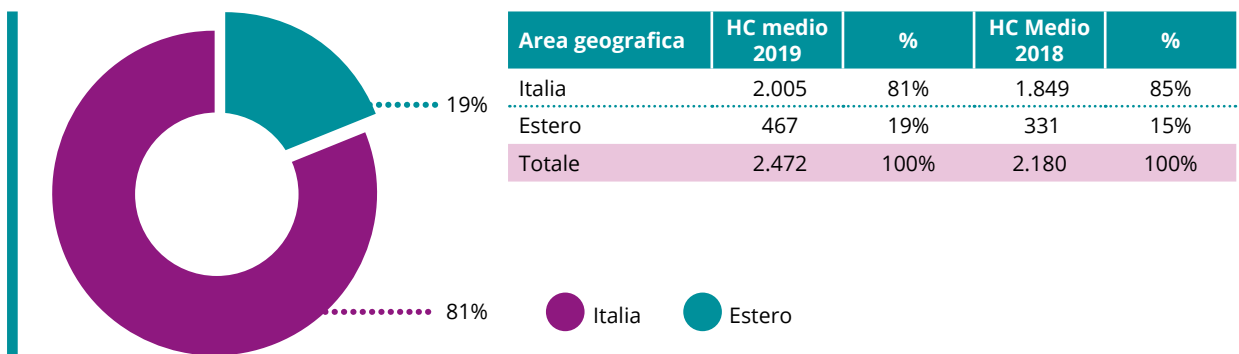 19%
81%
Area geografica HC medio 2019 % HC Medio 2018 %
Italia 2.005 81% 1.849 85%
Estero 467 19% 331 15%
Totale 2.472 100% 2.180 100%
Italia Estero